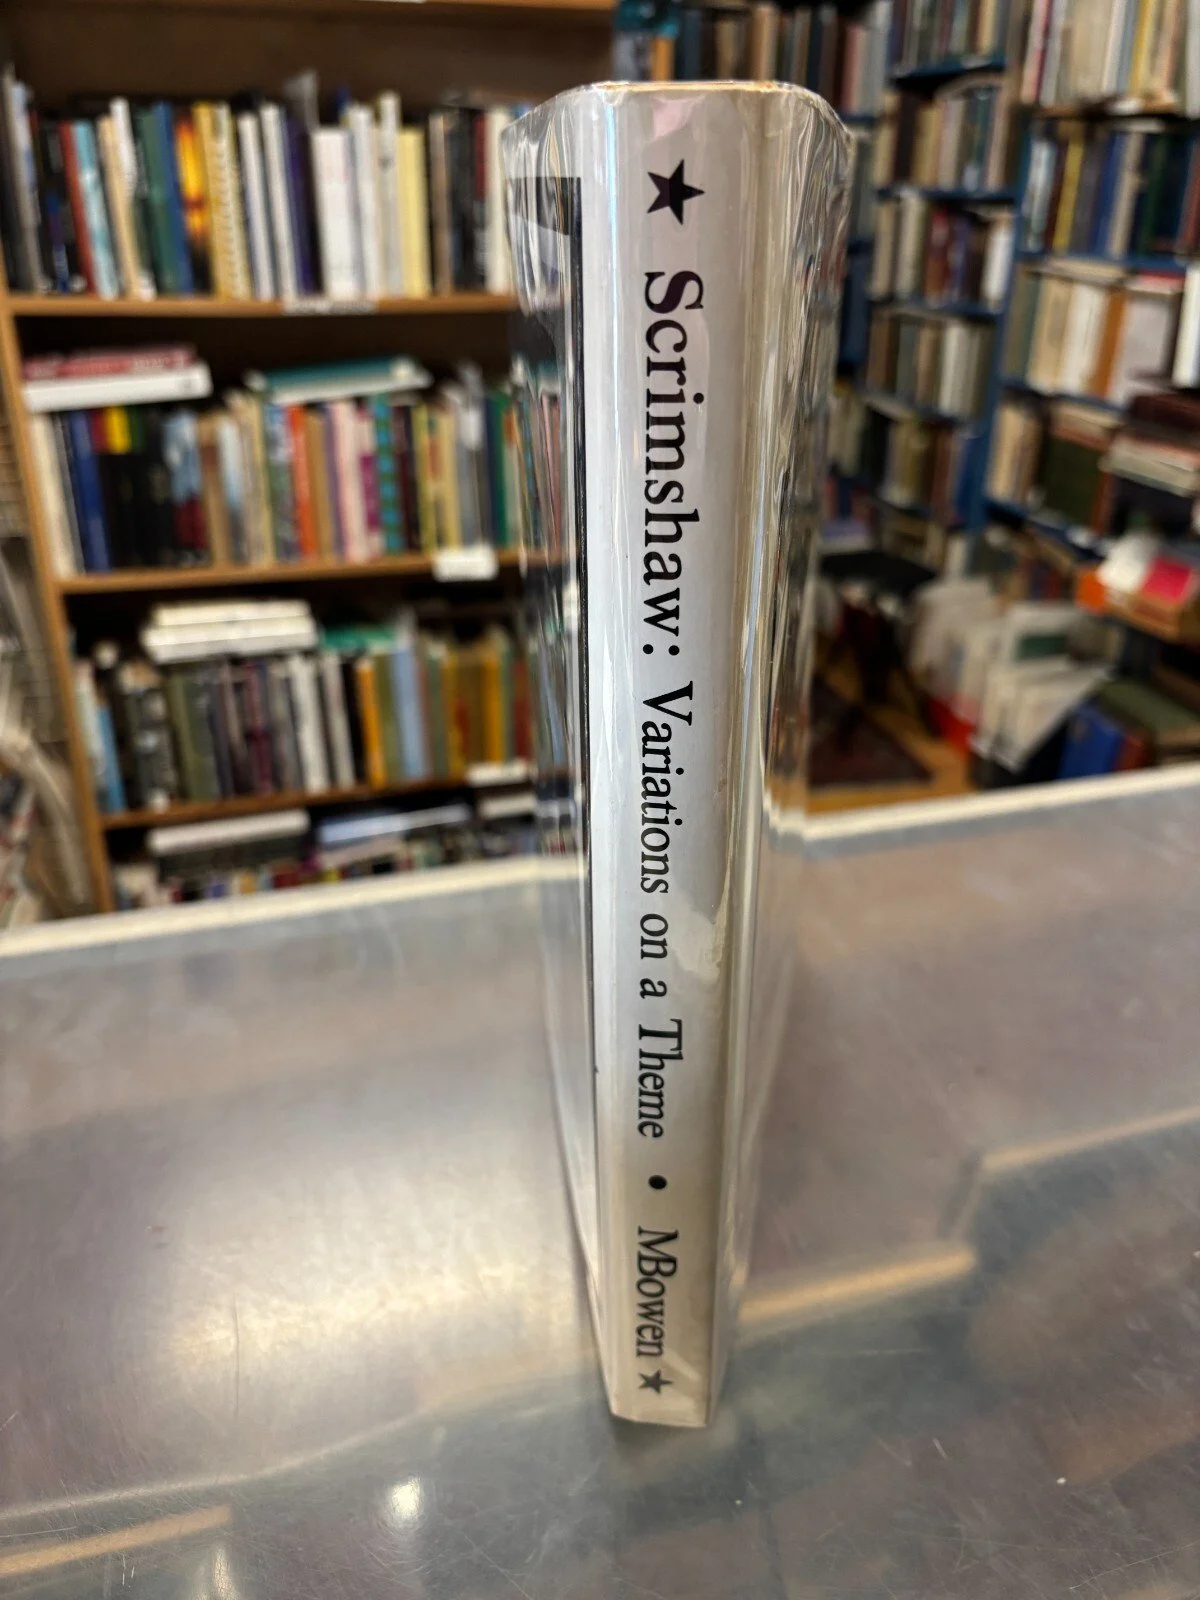 ★ Scrimshaw: Variations on a Theme • MBowen ★